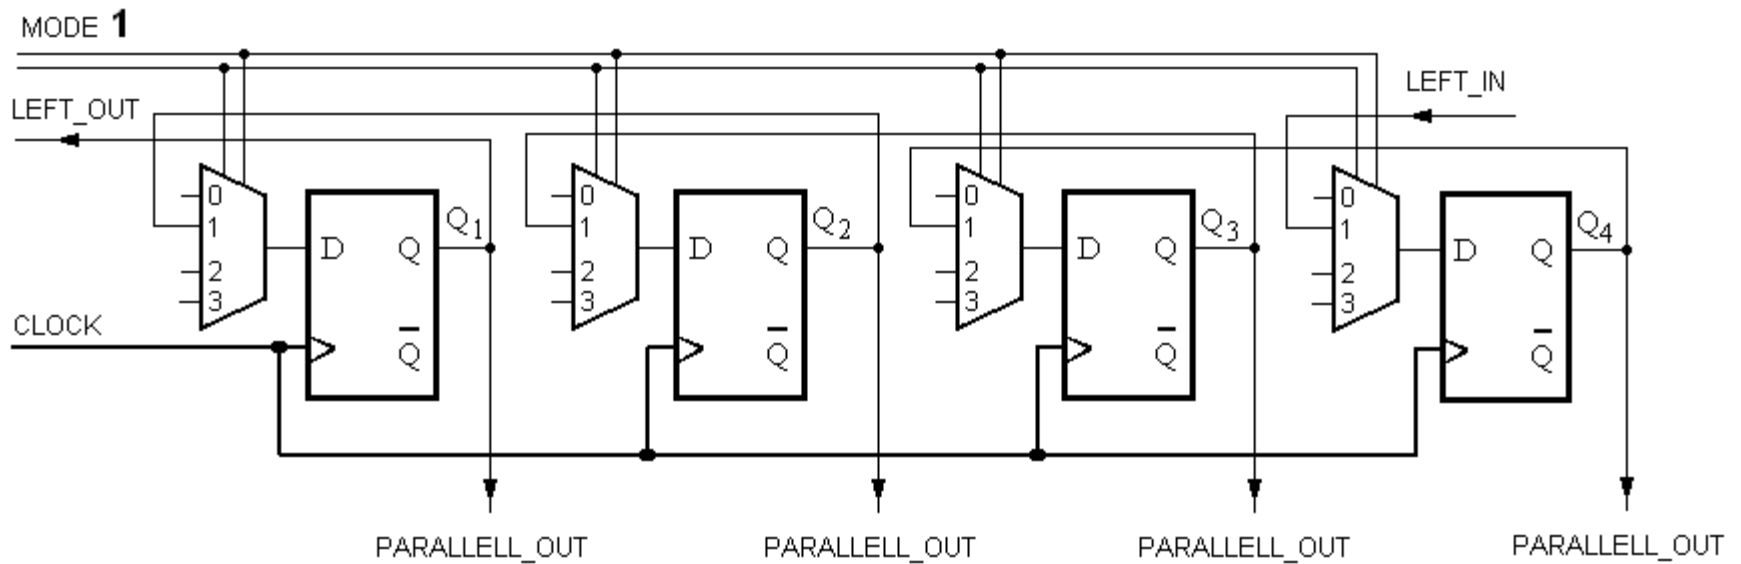 MODE 1
LEFT_IN
LEFT_OUT
0 1 2 3
D Q Q
Q1
0 1 2 3
D Q Q
Q2
0 1 2 3
D Q Q
Q3
0 1 2 3
D Q Q
Q4
CLOCK
PARALLELL_OUT
PARALLELL_OUT
PARALLELL_OUT
PARALLELL_OUT